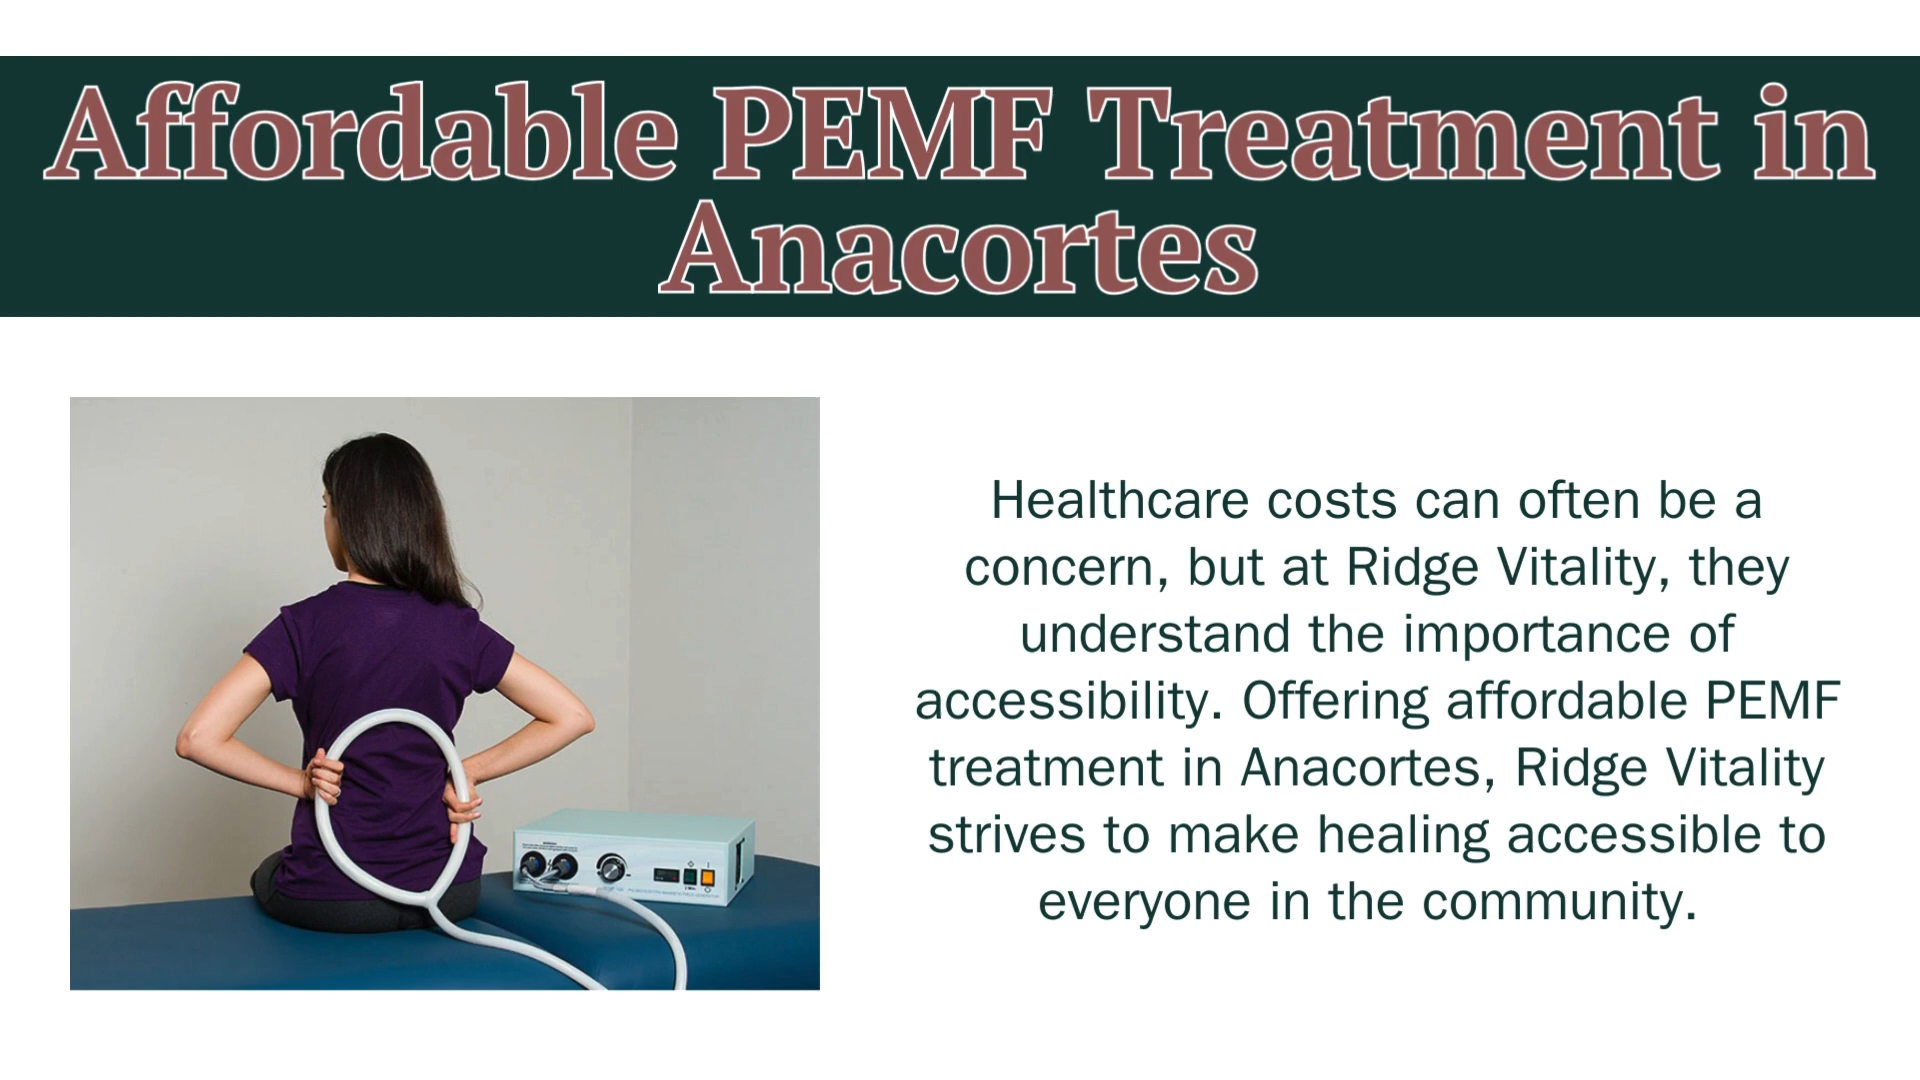 Affordable PEMF Treatment in
Anacortes
Healthcare costs can often be a
concern, but at Ridge Vitality, they
understand the importance of
accessibility. Offering affordable PEMF
treatment in Anacortes, Ridge Vitality
strives to make healing accessible to
everyone in the community.